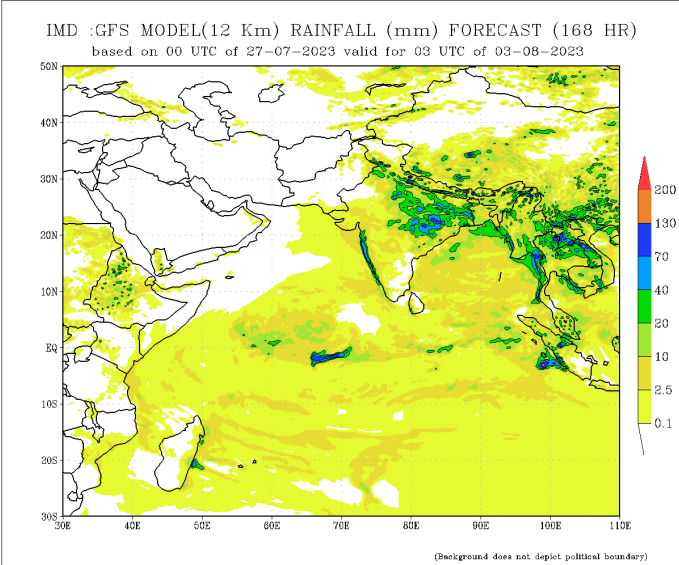 IMD :GFS MODEL(12 Km) RAINFALL (mm) FORECAST (168 HR)
based on 00 UTC of 27-07-2023 valid for 03 UTC of 03-08-2023
50N
40N
30N
20N
10N
EQ
10S
20S
30S
30E 40E 50E 60E 70E 80E 90E 100E 110E
200
130
70
40
20
10
2.5
0.1
(Background does not depict political boundary)